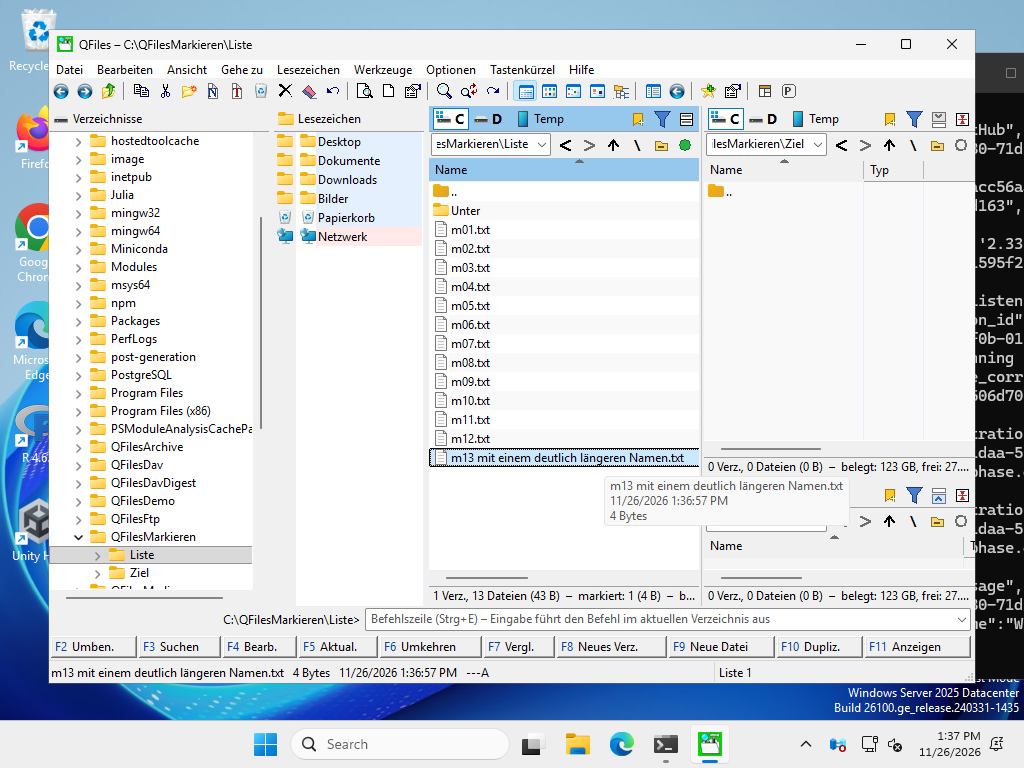 Recycle
Firefo
Goog
Chron
Micros
Edge
R 4.6
Unity H
QFiles – C:\QFilesMarkieren\Liste
Datei Bearbeiten Ansicht Gehe zu Lesezeichen Werkzeuge Optionen Tastenkürzel Hilfe
Verzeichnisse
hostedtoolcache
image
inetpub
Julia
mingw32
mingw64
Miniconda
Modules
msys64
npm
Packages
PerfLogs
post-generation
PostgreSQL
Program Files
Program Files (x86)
PSModuleAnalysisCachePa
QFilesArchive
QFilesDav
QFilesDavDigest
QFilesDemo
QFilesFtp
QFilesMarkieren
Liste
Ziel
Lesezeichen
Desktop
Dokumente
Downloads
Bilder
Papierkorb
Netzwerk
C D Temp
esMarkieren\Liste < > \
Name
..
Unter
m01.txt
m02.txt
m03.txt
m04.txt
m05.txt
m06.txt
m07.txt
m08.txt
m09.txt
m10.txt
m11.txt
m12.txt
m13 mit einem deutlich längeren Namen.txt
1 Verz., 13 Dateien (43 B) – markiert: 1 (4 B) – b...
C D Temp
ilesMarkieren\Ziel < > \
Name Typ
..
0 Verz., 0 Dateien (0 B) – belegt: 123 GB, frei: 27....
m13 mit einem deutlich längeren Namen.txt
11/26/2026 1:36:57 PM
4 Bytes
> \
Name T
0 Verz., 0 Dateien (0 B) – belegt: 123 GB, frei: 27....
C:\QFilesMarkieren\Liste> Befehlszeile (Strg+E) – Eingabe führt den Befehl im aktuellen Verzeichnis aus
F2 Umben. F3 Suchen F4 Bearb. F5 Aktual. F6 Umkehren F7 Vergl. F8 Neues Verz. F9 Neue Datei F10 Dupliz. F11 Anzeigen
m13 mit einem deutlich längeren Namen.txt 4 Bytes 11/26/2026 1:36:57 PM ---A Liste 1
Windows Server 2025 Datacenter
Build 26100.ge_release.240331-1435
Search
1:37 PM
11/26/2026